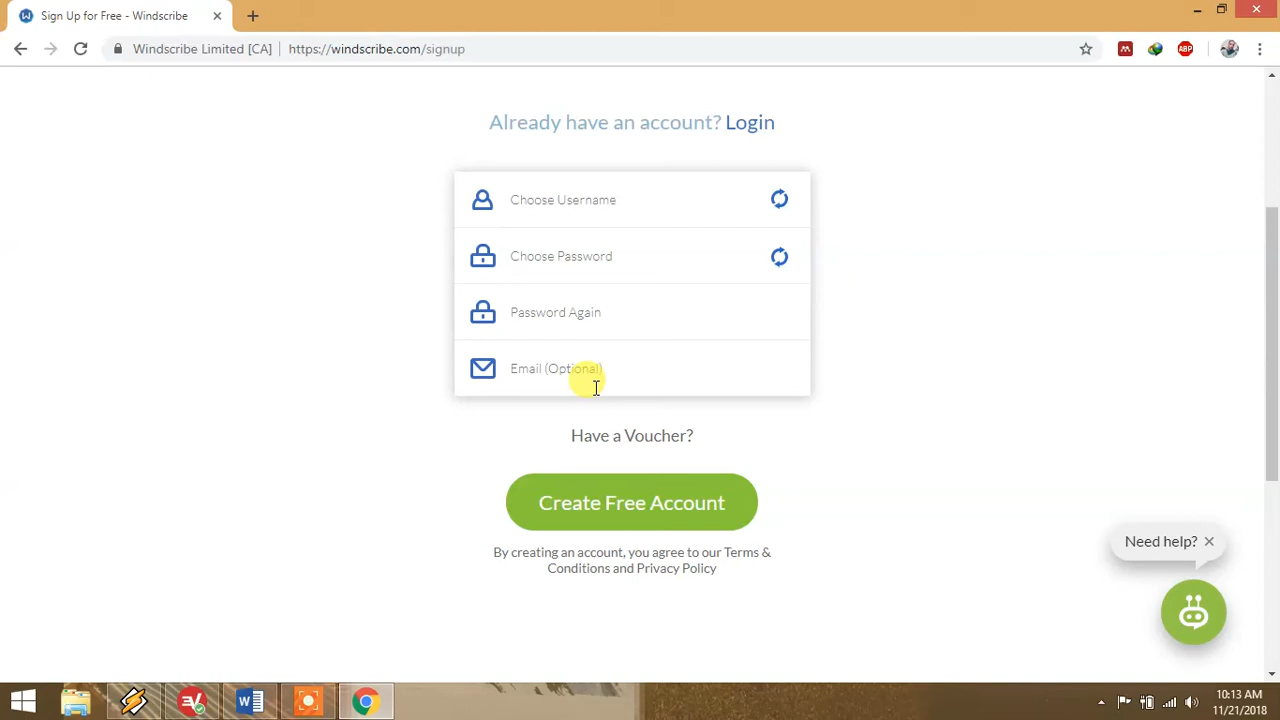 Sign Up for Free - Windscribe
Windscribe Limited [CA] https://windscribe.com/signup
ABP
Already have an account? Login
Choose Username
Choose Password
Password Again
Email (Optional)
Have a Voucher?
Create Free Account
By creating an account, you agree to our Terms &
Conditions and Privacy Policy
Need help?
10:13 AM
11/21/2018